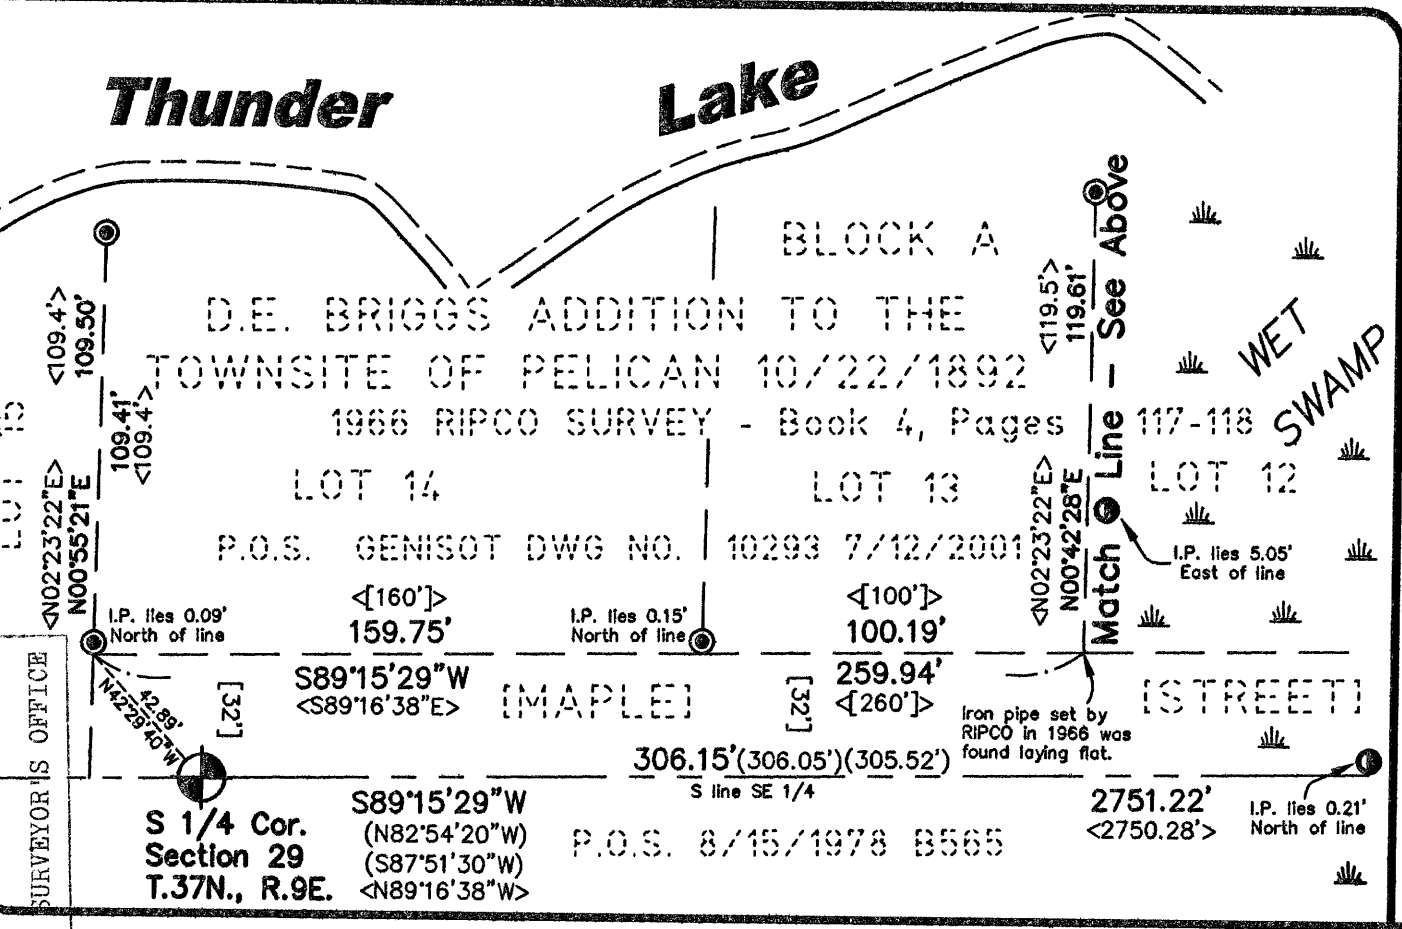 Thunder Lake
BLOCK A
D.E. BRIGGS ADDITION TO THE
TOWNSITE OF PELICAN 10/22/1892
1966 RIPCO SURVEY - Book 4, Pages 117-118
LOT 14
LOT 13
LOT 12
P.O.S. GENISOT DWG NO. 10293 7/12/2001
<109.4'>
109.50'
109.41'
<109.4'>
<N02°23'22"E>
N00°55'21"E
<119.5'>
119.61'
<N02°23'22"E>
N00°42'28"E
Match Line - See Above
WET
SWAMP
I.P. lies 5.05'
East of line
I.P. lies 0.09'
North of line
<[160']>
159.75'
I.P. lies 0.15'
North of line
<[100']>
100.19'
S89°15'29"W
<S89°16'38"E>
259.94'
<[260']>
[MAPLE]
[STREET]
[32']
[32']
42.89'
N42°29'40"W
Iron pipe set by
RIPCO in 1966 was
found laying flat.
306.15'(306.05')(305.52')
S line SE 1/4
S 1/4 Cor.
Section 29
T.37N., R.9E.
S89°15'29"W
(N82°54'20"W)
(S87°51'30"W)
<N89°16'38"W>
P.O.S. 8/15/1978 B565
2751.22'
<2750.28'>
I.P. lies 0.21'
North of line
SURVEYOR'S OFFICE